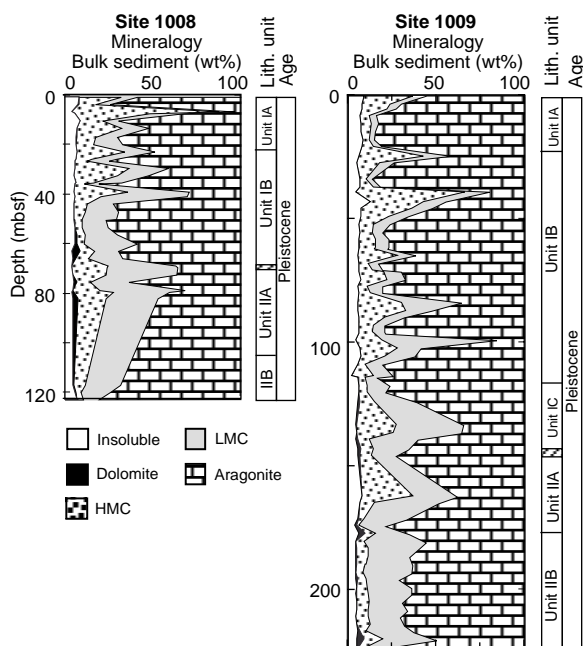 Site 1008
Mineralogy
Bulk sediment (wt%)
Lith. unit
Age
0
50
100
0
40
80
120
Depth (mbsf)
Unit IA
Unit IB
Unit IIA
IIB
Pleistocene
Insoluble
LMC
Dolomite
Aragonite
HMC
Site 1009
Mineralogy
Bulk sediment (wt%)
Lith. unit
Age
0
50
100
0
100
200
Unit IA
Unit IB
Unit IC
Unit IIA
Unit IIB
Pleistocene